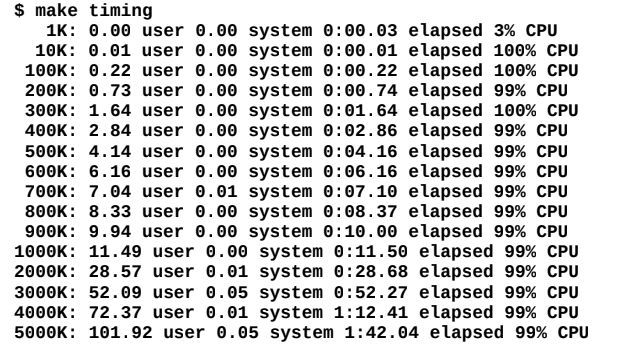 $ make timing
1K: 0.00 user 0.00 system 0:00.03 elapsed 3% CPU
10K: 0.01 user 0.00 system 0:00.01 elapsed 100% CPU
100K: 0.22 user 0.00 system 0:00.22 elapsed 100% CPU
200K: 0.73 user 0.00 system 0:00.74 elapsed 99% CPU
300K: 1.64 user 0.00 system 0:01.64 elapsed 100% CPU
400K: 2.84 user 0.00 system 0:02.86 elapsed 99% CPU
500K: 4.14 user 0.00 system 0:04.16 elapsed 99% CPU
600K: 6.16 user 0.00 system 0:06.16 elapsed 99% CPU
700K: 7.04 user 0.01 system 0:07.10 elapsed 99% CPU
800K: 8.33 user 0.00 system 0:08.37 elapsed 99% CPU
900K: 9.94 user 0.00 system 0:10.00 elapsed 99% CPU
1000K: 11.49 user 0.00 system 0:11.50 elapsed 99% CPU
2000K: 28.57 user 0.01 system 0:28.68 elapsed 99% CPU
3000K: 52.09 user 0.05 system 0:52.27 elapsed 99% CPU
4000K: 72.37 user 0.01 system 1:12.41 elapsed 99% CPU
5000K: 101.92 user 0.05 system 1:42.04 elapsed 99% CPU